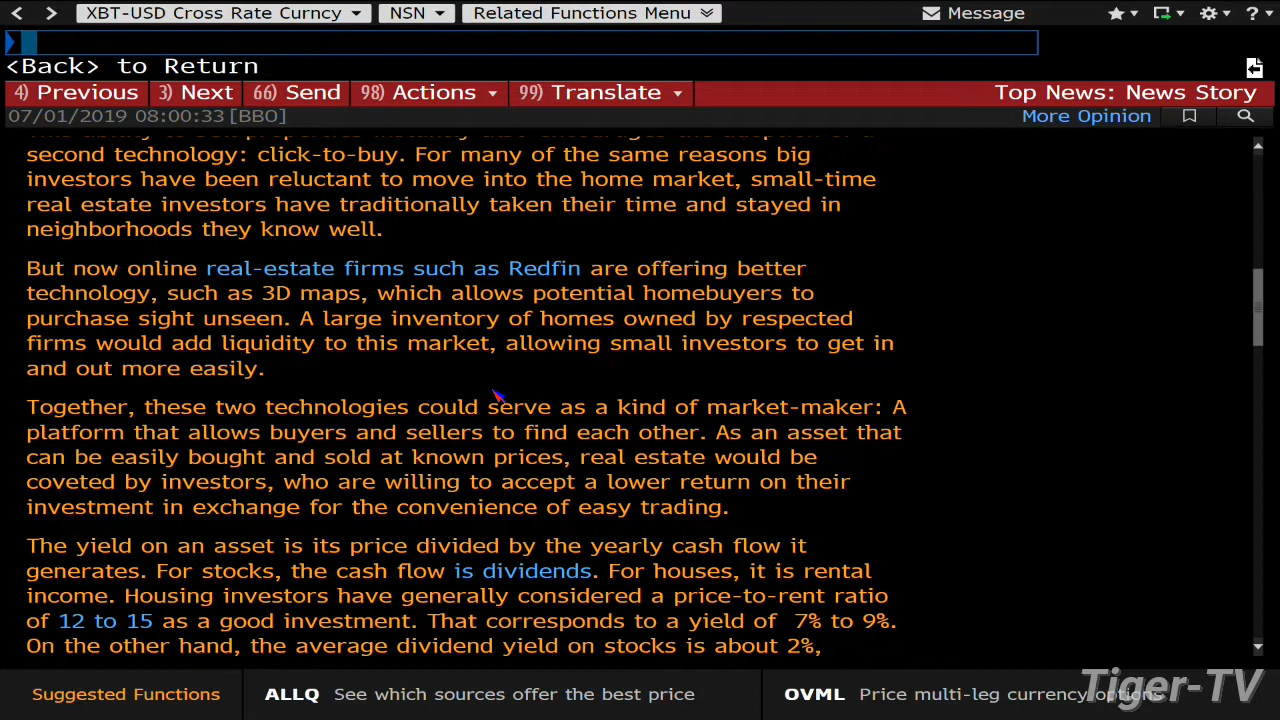 XBT-USD Cross Rate Curncy NSN Related Functions Menu Message ?
<Back> to Return
4) Previous 3) Next 66) Send 98) Actions 99) Translate Top News: News Story
07/01/2019 08:00:33 [BBO] More Opinion
second technology: click-to-buy. For many of the same reasons big
investors have been reluctant to move into the home market, small-time
real estate investors have traditionally taken their time and stayed in
neighborhoods they know well.
But now online real-estate firms such as Redfin are offering better
technology, such as 3D maps, which allows potential homebuyers to
purchase sight unseen. A large inventory of homes owned by respected
firms would add liquidity to this market, allowing small investors to get in
and out more easily.
Together, these two technologies could serve as a kind of market-maker: A
platform that allows buyers and sellers to find each other. As an asset that
can be easily bought and sold at known prices, real estate would be
coveted by investors, who are willing to accept a lower return on their
investment in exchange for the convenience of easy trading.
The yield on an asset is its price divided by the yearly cash flow it
generates. For stocks, the cash flow is dividends. For houses, it is rental
income. Housing investors have generally considered a price-to-rent ratio
of 12 to 15 as a good investment. That corresponds to a yield of 7% to 9%.
On the other hand, the average dividend yield on stocks is about 2%,
Suggested Functions ALLQ See which sources offer the best price OVML Price multi-leg currency options
Tiger-TV